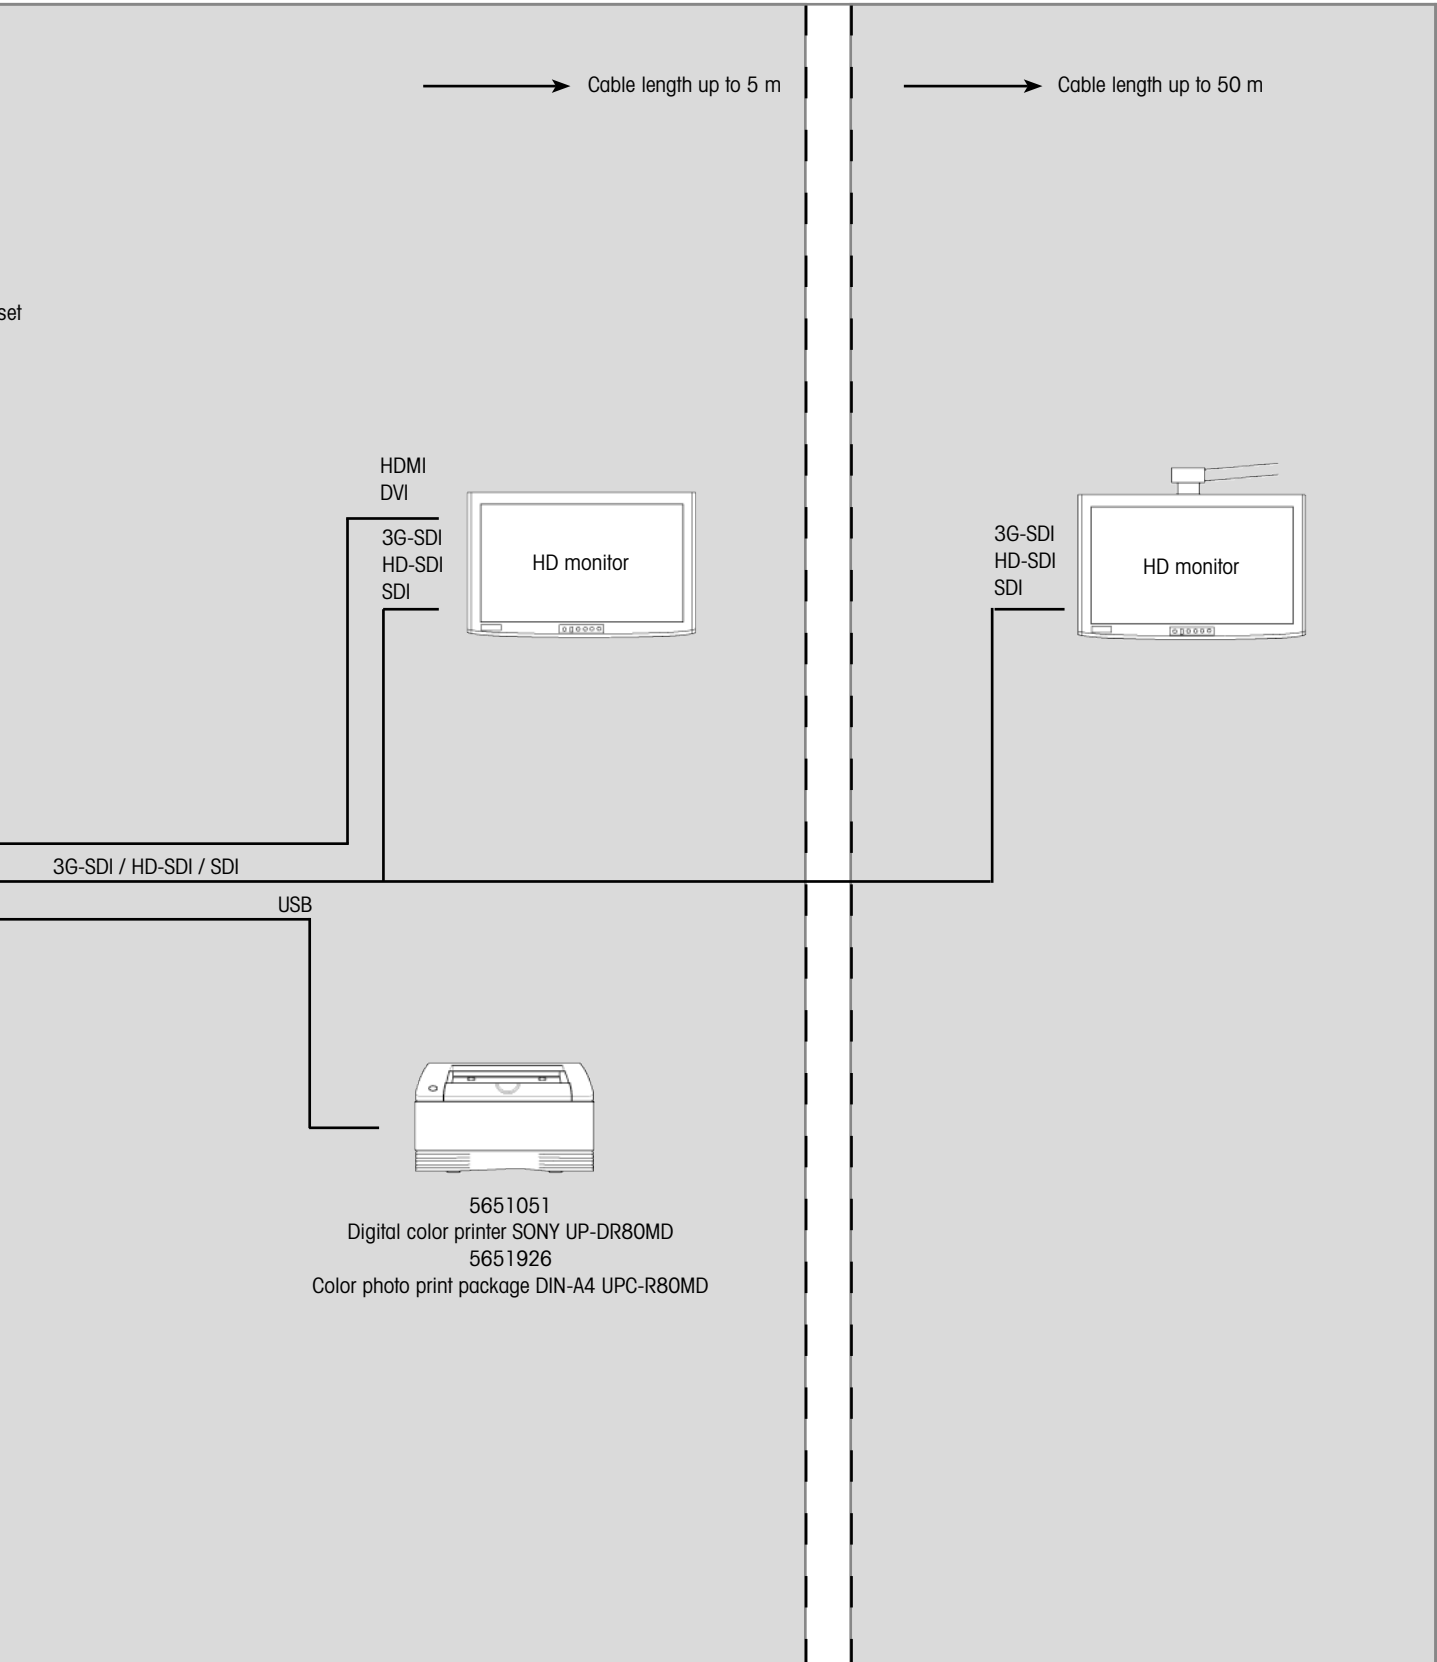 Cable length up to 5 m
Cable length up to 50 m
set
HDMI
DVI
3G-SDI
HD-SDI
SDI
HD monitor
3G-SDI
HD-SDI
SDI
HD monitor
3G-SDI / HD-SDI / SDI
USB
5651051
Digital color printer SONY UP-DR80MD
5651926
Color photo print package DIN-A4 UPC-R80MD